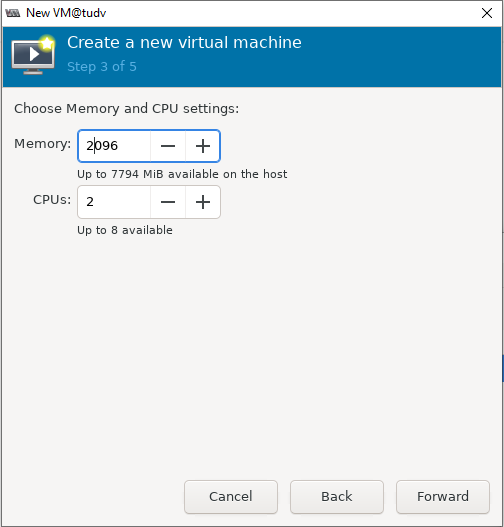 New VM@tudv
Create a new virtual machine
Step 3 of 5
Choose Memory and CPU settings:
Memory: 2096
Up to 7794 MiB available on the host
CPUs: 2
Up to 8 available
Cancel Back Forward